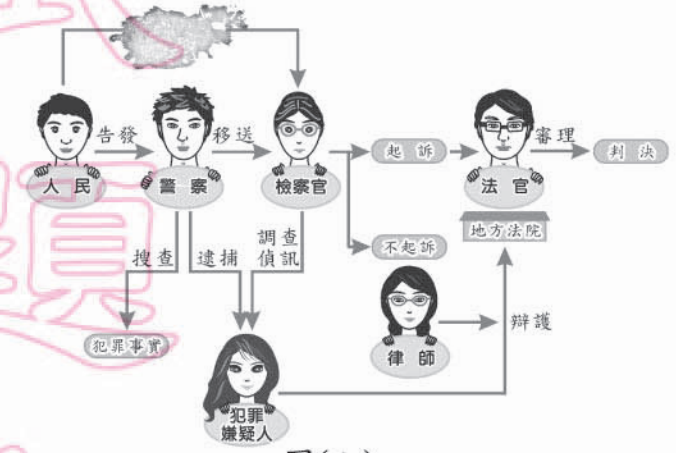 告發
移送
人民
警察
檢察官
起訴
法官
審理
判決
不起訴
地方法院
搜查
逮捕
調查
偵訊
犯罪事實
律師
辯護
犯罪
嫌疑人